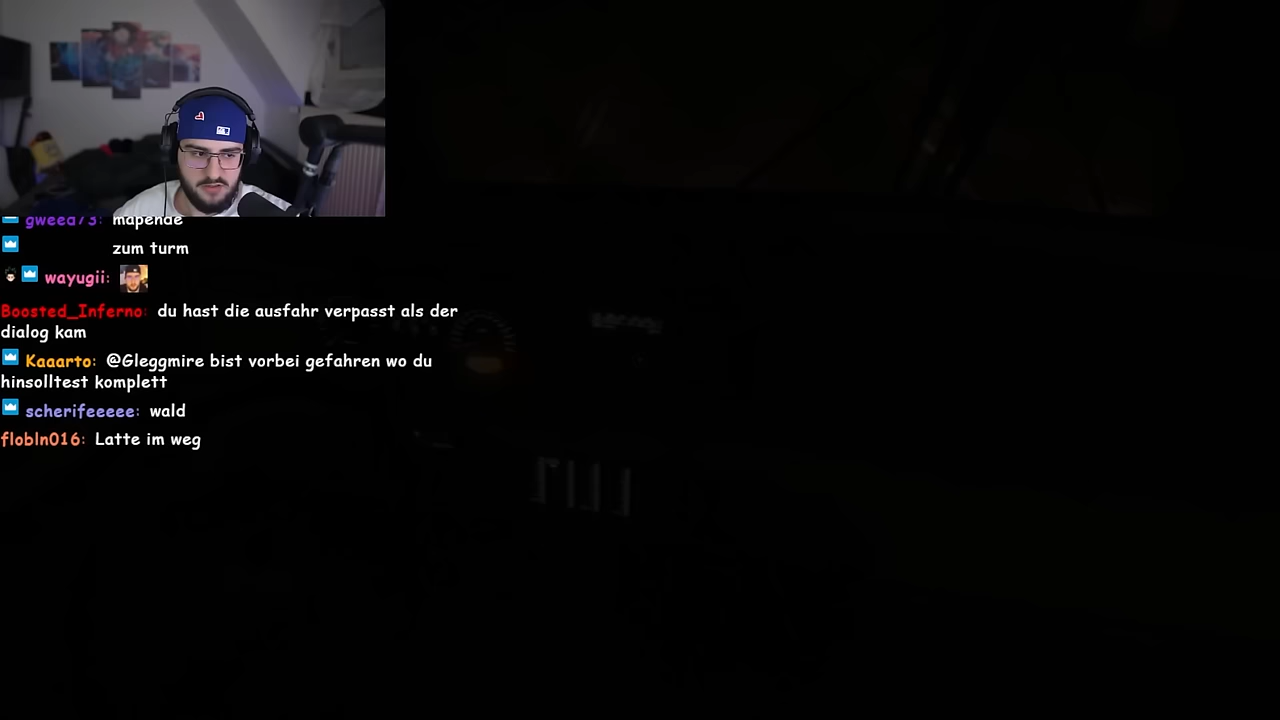 gweed73: mapende
zum turm
wayugii:
Boosted_Inferno: du hast die ausfahr verpasst als der
dialog kam
Kaaarto: @Gleggmire bist vorbei gefahren wo du
hinsolltest komplett
scherifeeeee: wald
flobln016: Latte im weg